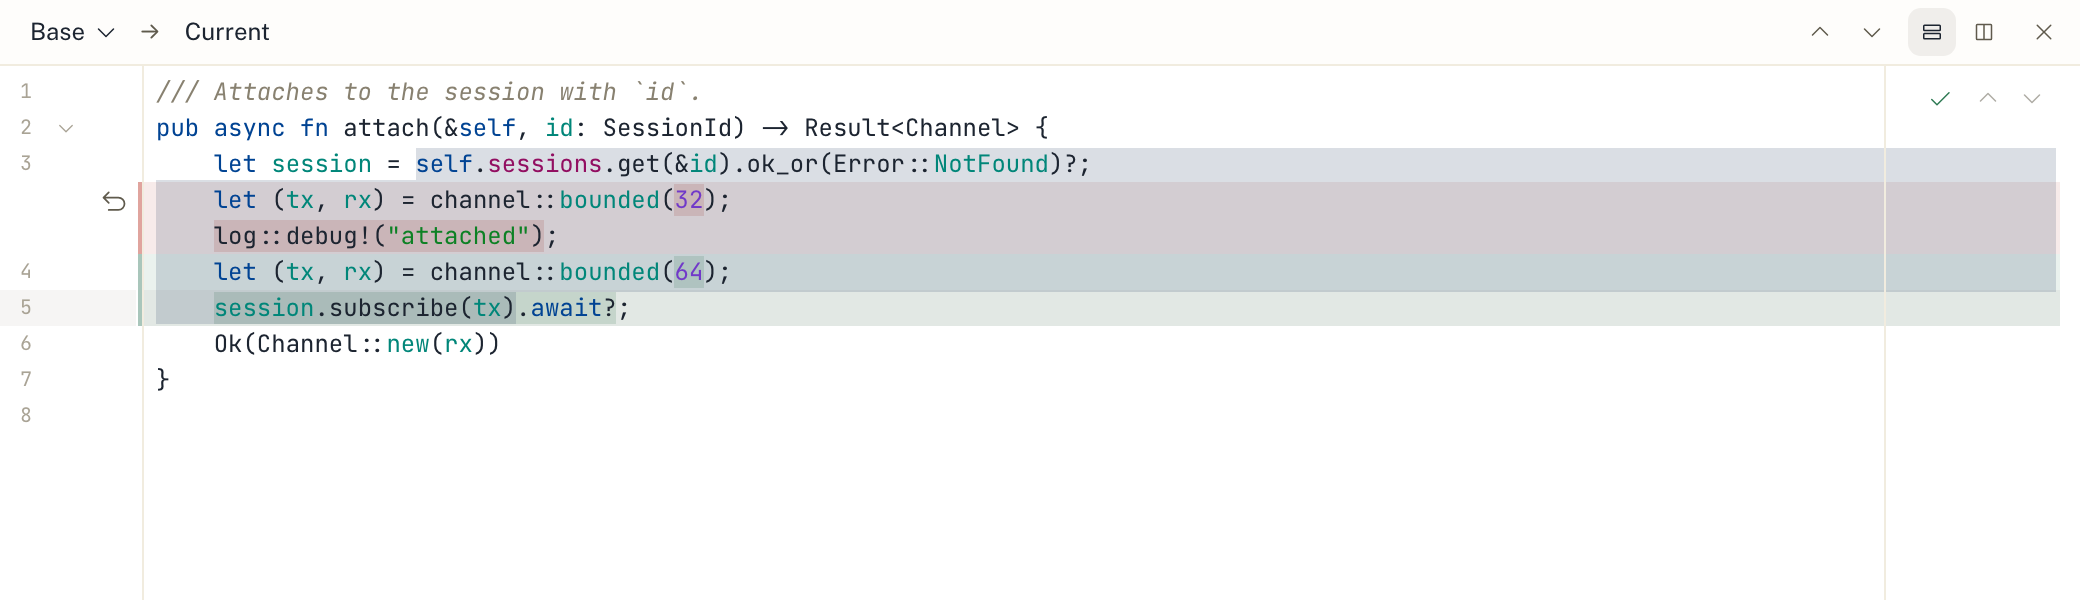 Base → Current
1 /// Attaches to the session with `id`.
2 pub async fn attach(&self, id: SessionId) -> Result<Channel> {
3     let session = self.sessions.get(&id).ok_or(Error::NotFound)?;
    let (tx, rx) = channel::bounded(32);
    log::debug!("attached");
4     let (tx, rx) = channel::bounded(64);
5     session.subscribe(tx).await?;
6     Ok(Channel::new(rx))
7 }
8